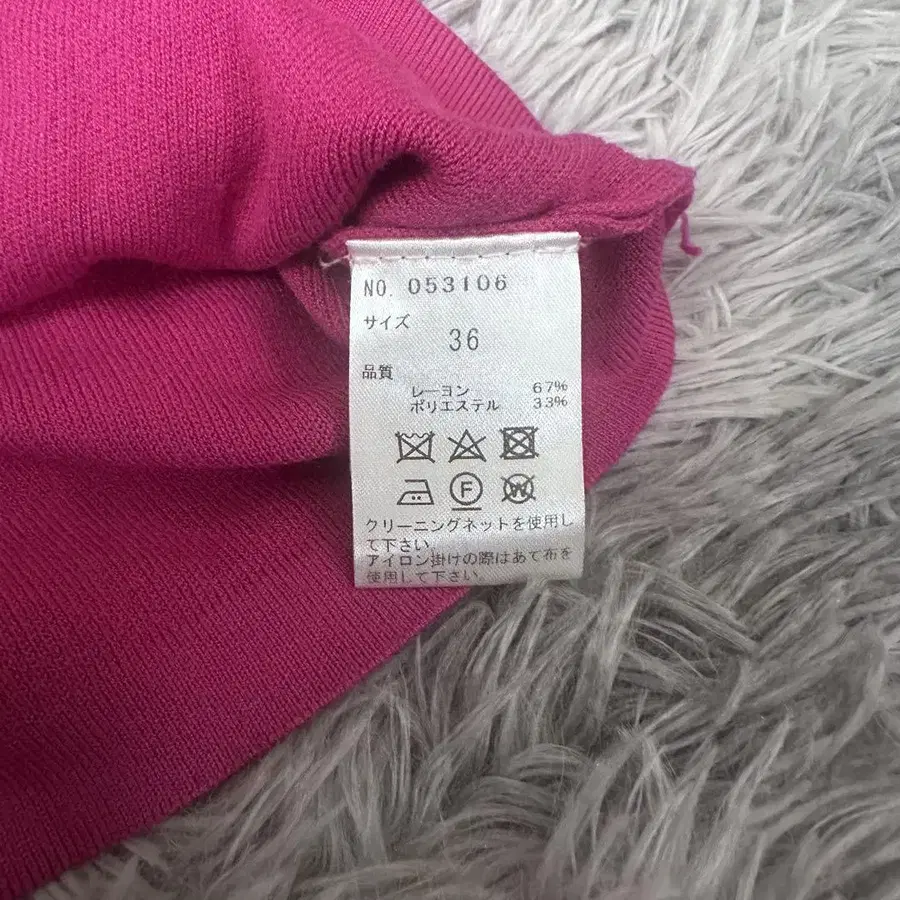 NO. 053106
サイズ
36
品質
レーヨン 67%
ポリエステル 33%
F W
クリーニングネットを使用し
て下さい
アイロン掛けの際はあて布を
使用して下さい